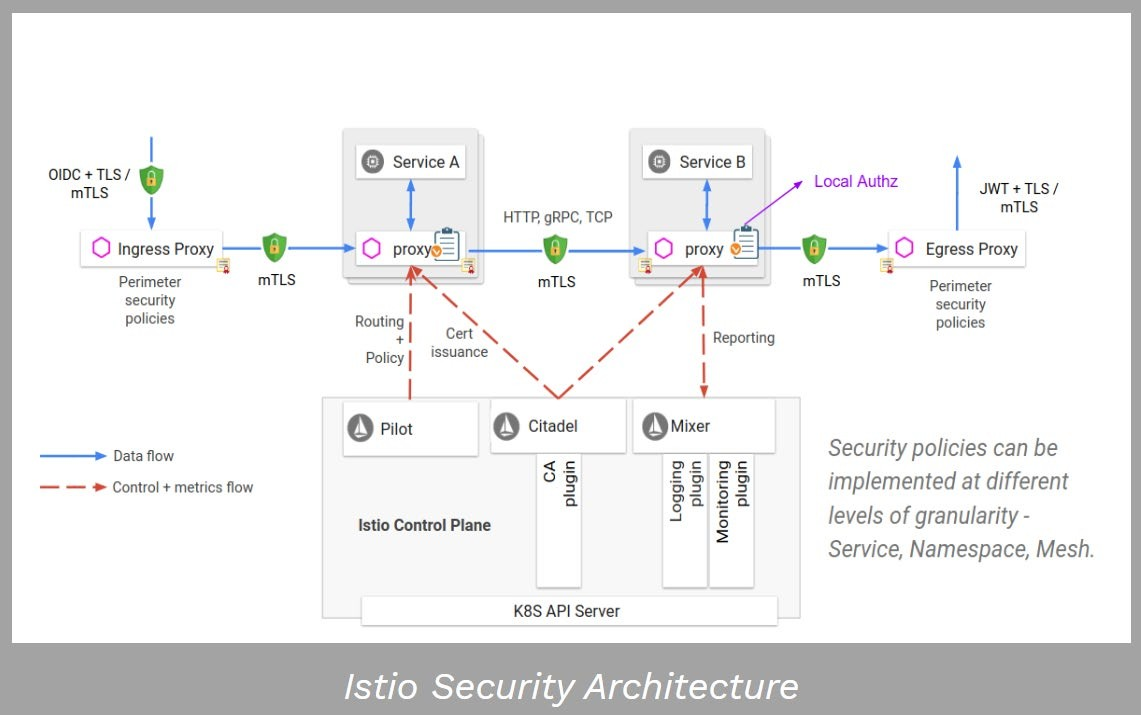 OIDC + TLS /
mTLS
Ingress Proxy
Perimeter
security
policies
mTLS
Service A
proxy
HTTP, gRPC, TCP
mTLS
Service B
proxy
Local Authz
mTLS
JWT + TLS /
mTLS
Egress Proxy
Perimeter
security
policies
Routing
+
Policy
Cert
issuance
Reporting
Pilot
Citadel
Mixer
CA
plugin
Logging
plugin
Monitoring
plugin
Istio Control Plane
K8S API Server
Data flow
Control + metrics flow
Security policies can be
implemented at different
levels of granularity -
Service, Namespace, Mesh.
Istio Security Architecture